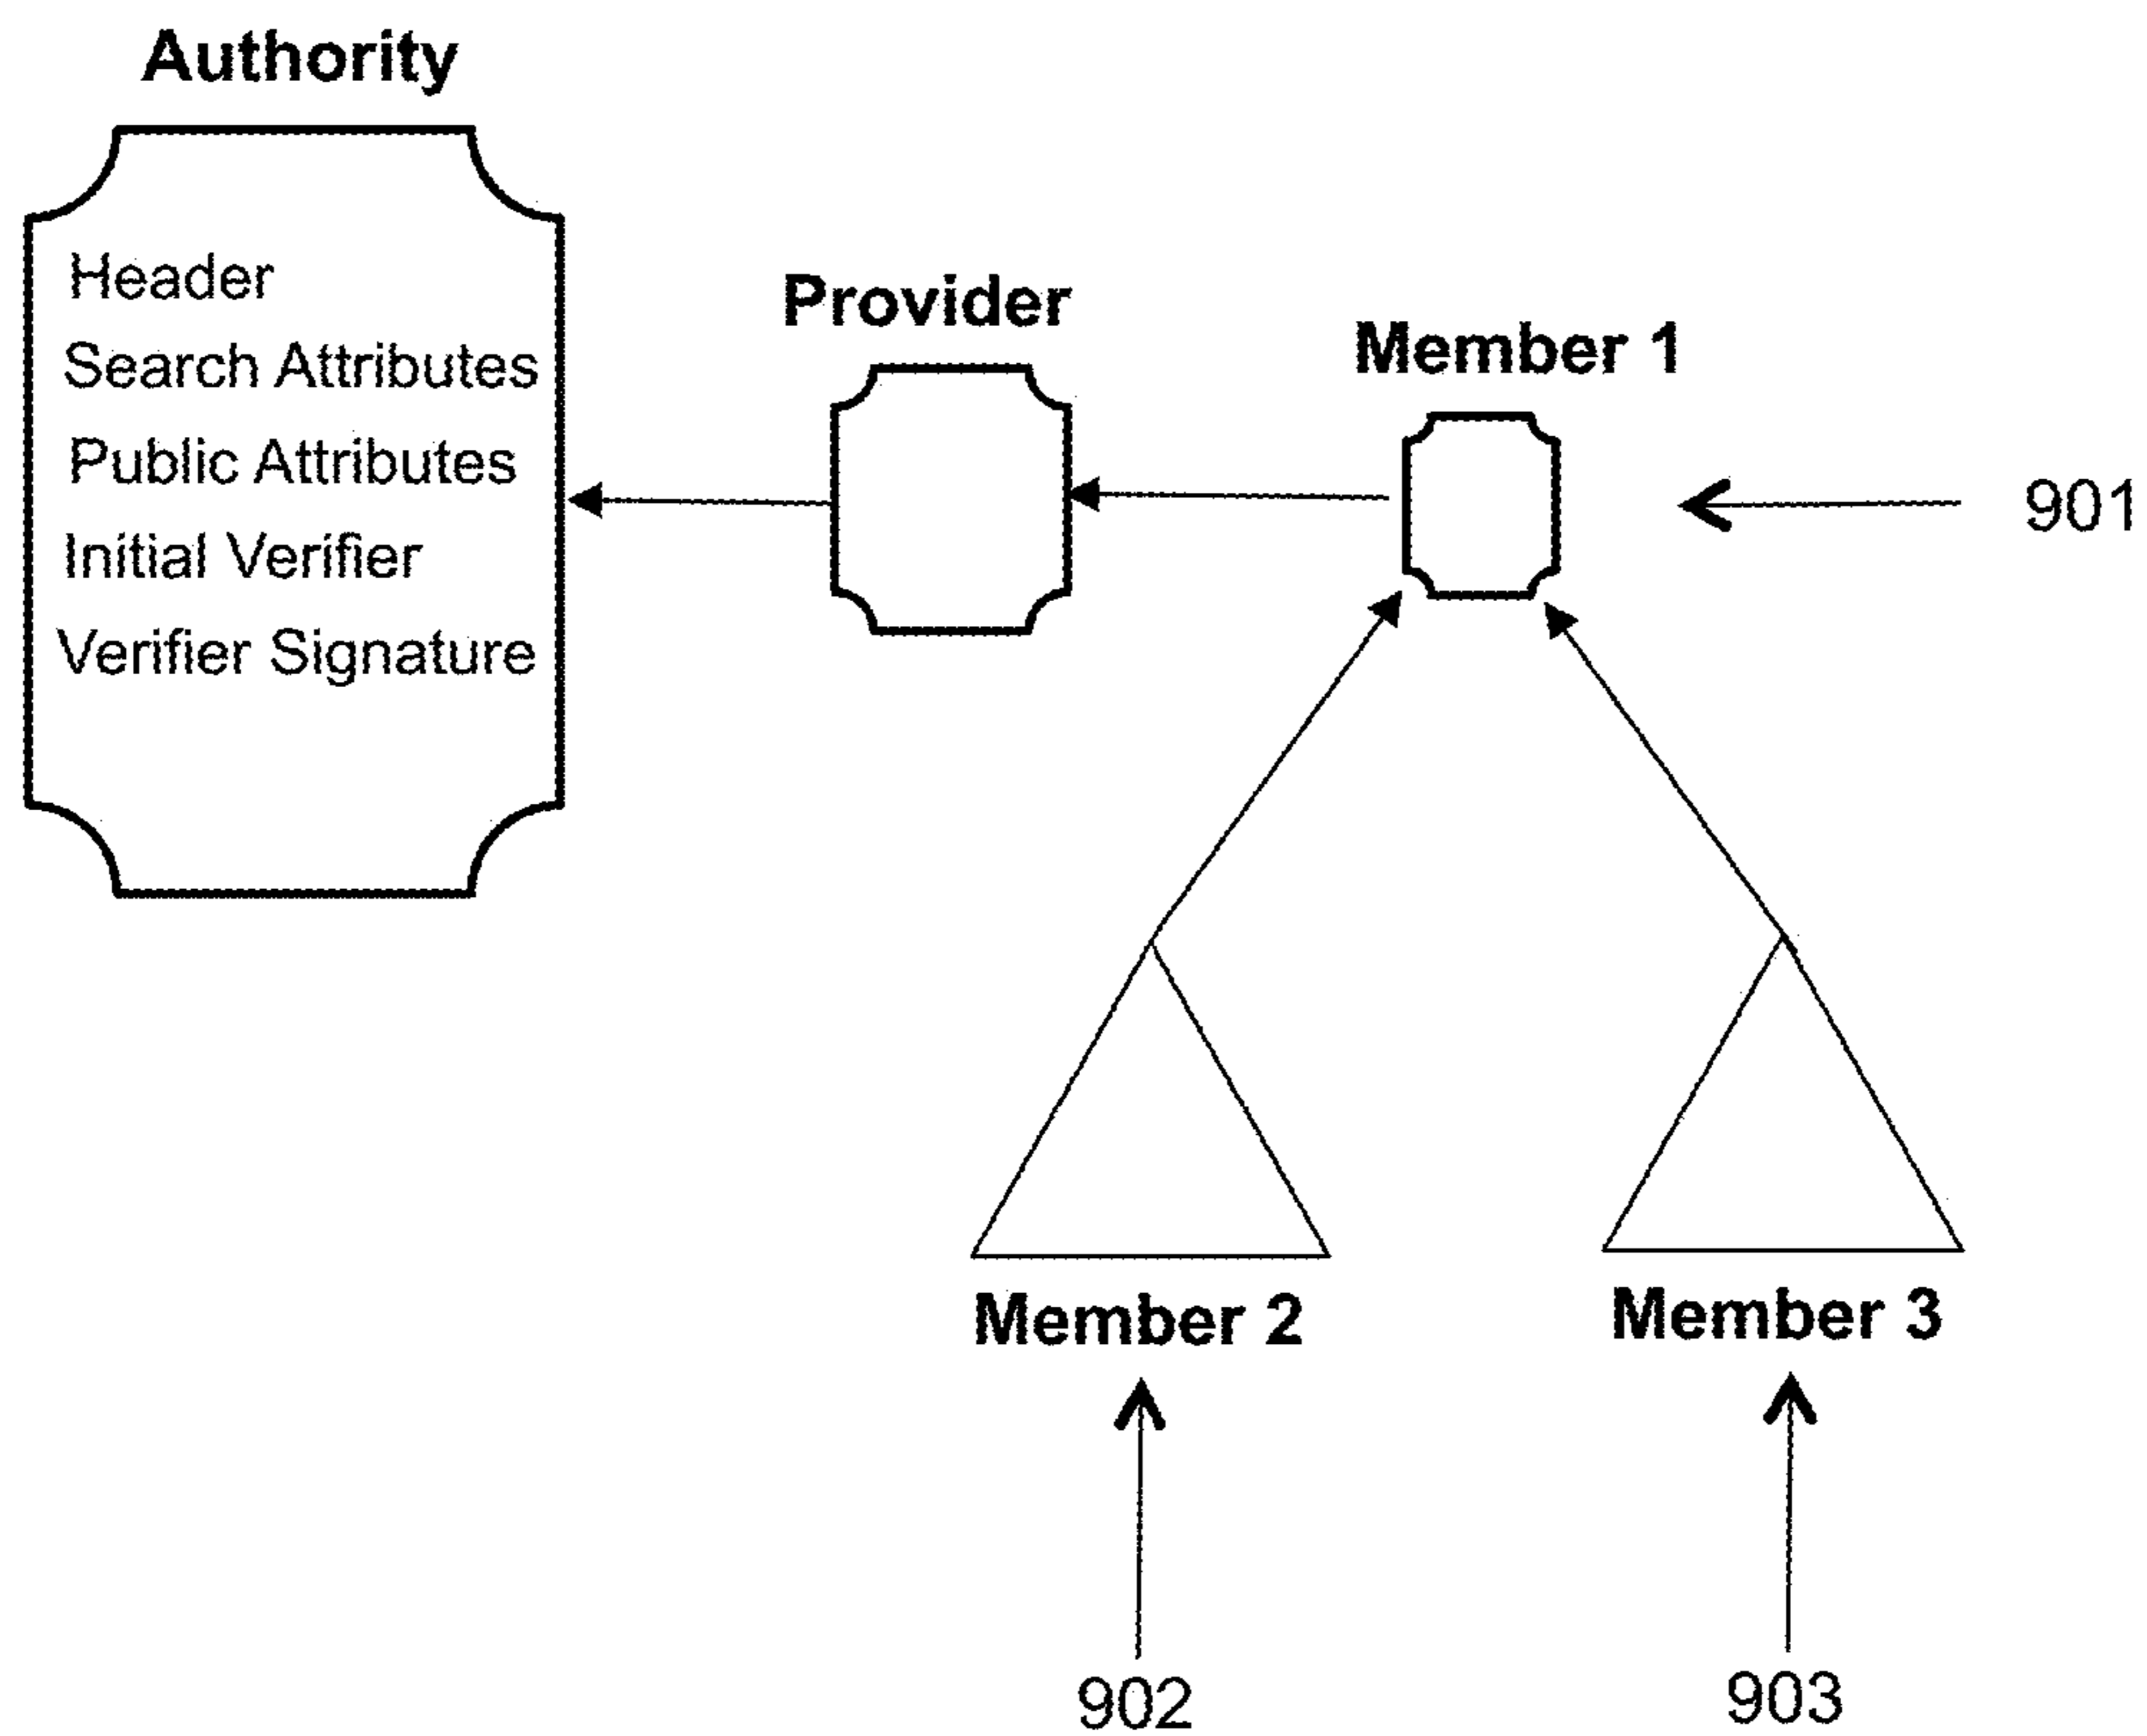 Authority
Header
Search Attributes
Public Attributes
Initial Verifier
Verifier Signature
Provider
Member 1
901
Member 2
Member 3
902
903